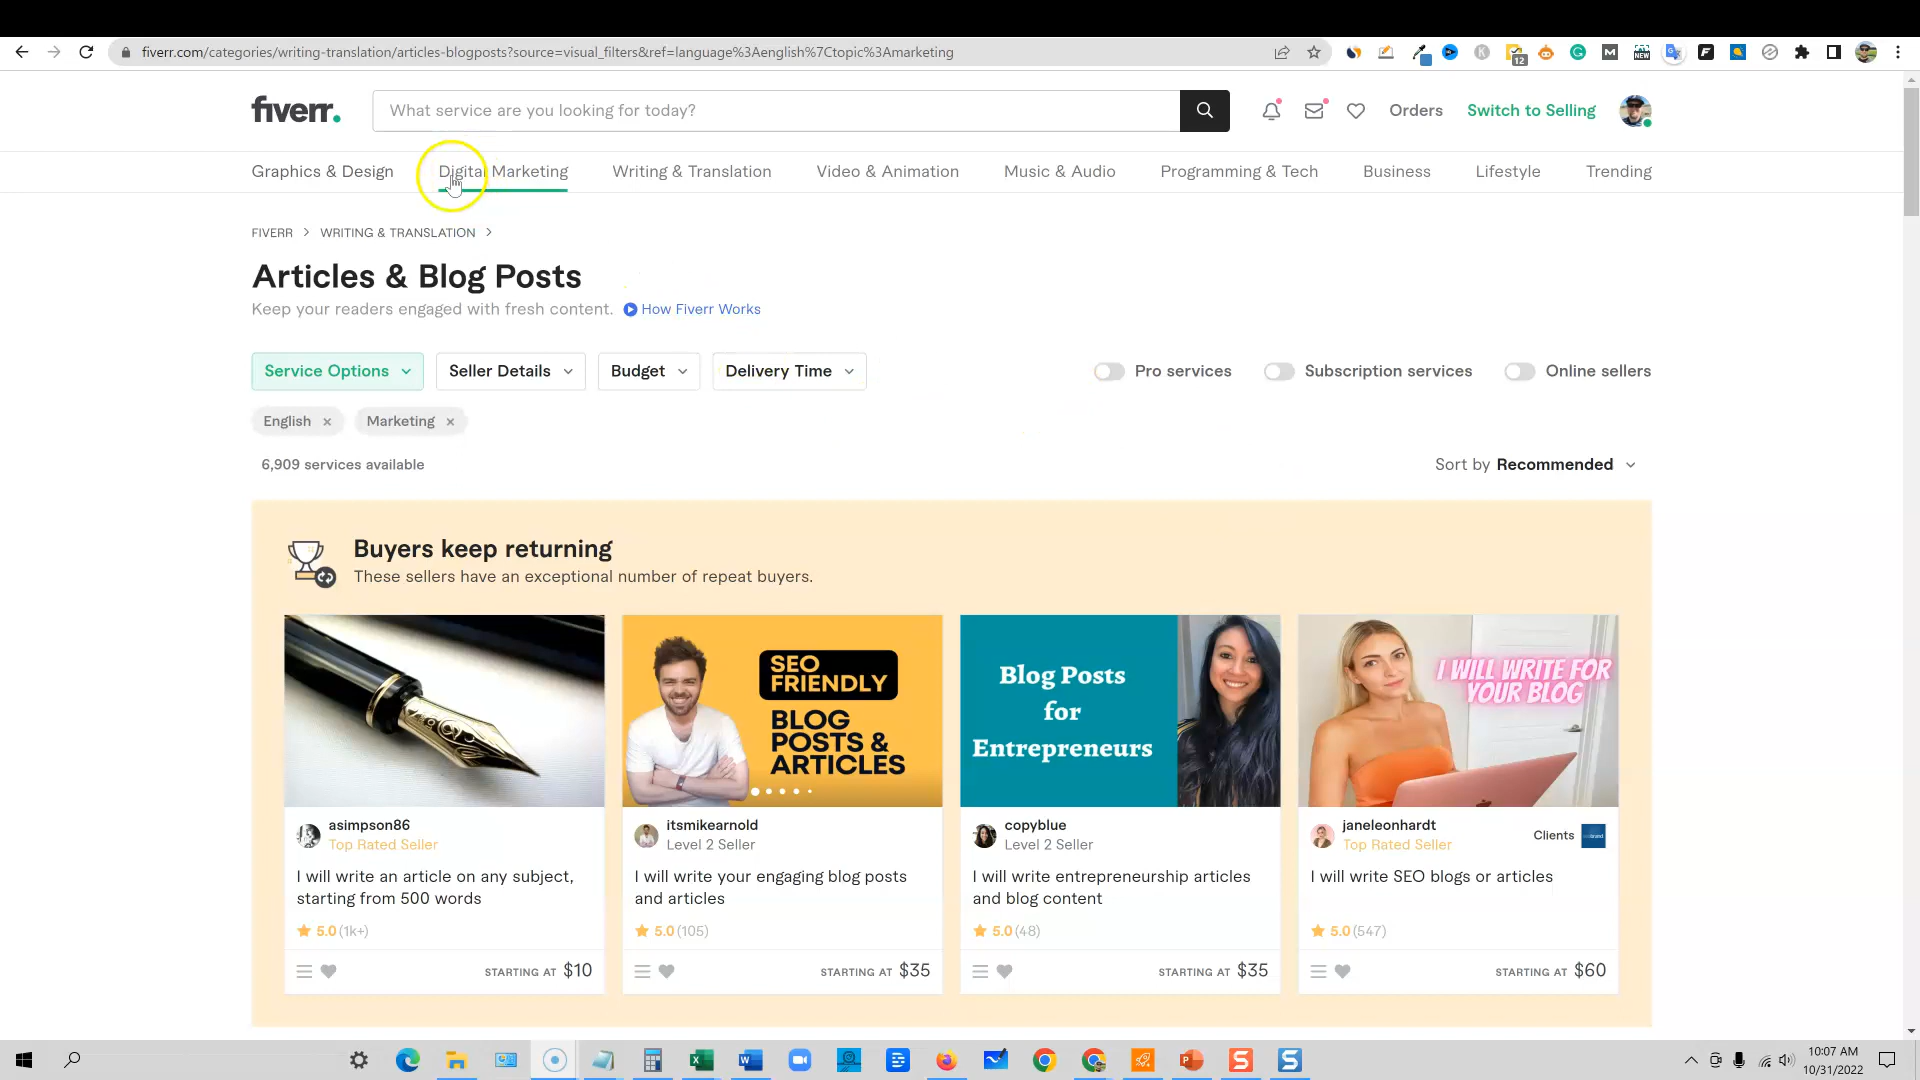 fiverr.com/categories/writing-translation/articles-blogposts?source=visual_filters&ref=language%3Aenglish%7Ctopic%3Amarketing
12
NEW
fiverr.
What service are you looking for today?
Orders
Switch to Selling
Graphics & Design
Digital Marketing
Writing & Translation
Video & Animation
Music & Audio
Programming & Tech
Business
Lifestyle
Trending
FIVERR > WRITING & TRANSLATION >
Articles & Blog Posts
Keep your readers engaged with fresh content.
How Fiverr Works
Service Options
Seller Details
Budget
Delivery Time
Pro services
Subscription services
Online sellers
English ×
Marketing ×
6,909 services available
Sort by Recommended
Buyers keep returning
These sellers have an exceptional number of repeat buyers.
asimpson86
Top Rated Seller
I will write an article on any subject,
starting from 500 words
5.0 (1k+)
STARTING AT $10
SEO
FRIENDLY
BLOG
POSTS &
ARTICLES
itsmikearnold
Level 2 Seller
I will write your engaging blog posts
and articles
5.0 (105)
STARTING AT $35
Blog Posts
for
Entrepreneurs
copyblue
Level 2 Seller
I will write entrepreneurship articles
and blog content
5.0 (48)
STARTING AT $35
I WILL WRITE FOR
YOUR BLOG
janeleonhardt
Top Rated Seller
Clients
I will write SEO blogs or articles
5.0 (547)
STARTING AT $60
10:07 AM
10/31/2022